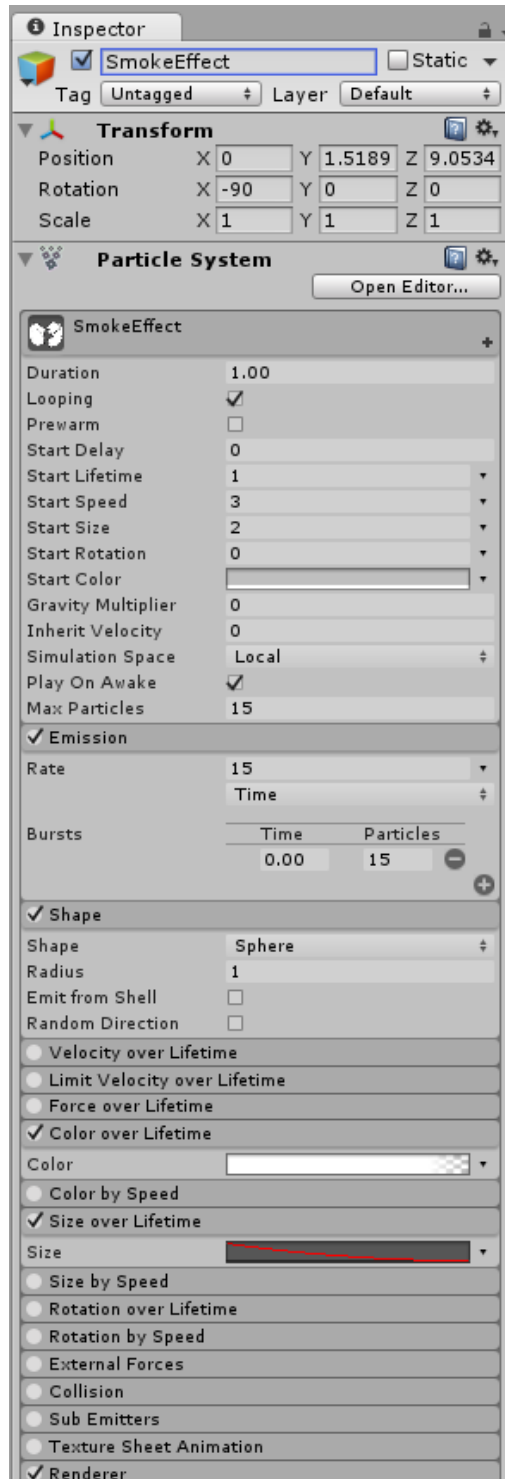 Inspector
SmokeEffect Static
Tag Untagged Layer Default
Transform
Position X 0 Y 1.5189 Z 9.0534
Rotation X -90 Y 0 Z 0
Scale X 1 Y 1 Z 1
Particle System
Open Editor...
SmokeEffect
Duration 1.00
Looping
Prewarm
Start Delay 0
Start Lifetime 1
Start Speed 3
Start Size 2
Start Rotation 0
Start Color
Gravity Multiplier 0
Inherit Velocity 0
Simulation Space Local
Play On Awake
Max Particles 15
Emission
Rate 15
Time
Bursts Time Particles
0.00 15
Shape
Shape Sphere
Radius 1
Emit from Shell
Random Direction
Velocity over Lifetime
Limit Velocity over Lifetime
Force over Lifetime
Color over Lifetime
Color
Color by Speed
Size over Lifetime
Size
Size by Speed
Rotation over Lifetime
Rotation by Speed
External Forces
Collision
Sub Emitters
Texture Sheet Animation
Renderer